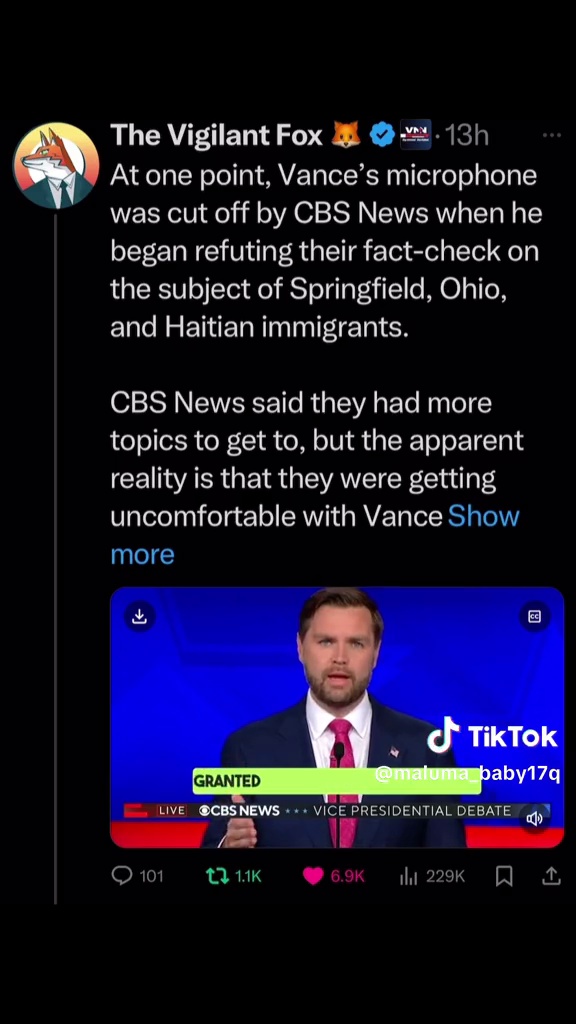 The Vigilant Fox 🦊 VNN · 13h
At one point, Vance's microphone
was cut off by CBS News when he
began refuting their fact-check on
the subject of Springfield, Ohio,
and Haitian immigrants.
CBS News said they had more
topics to get to, but the apparent
reality is that they were getting
uncomfortable with Vance Show
more
CC
TikTok
@maluma_baby17q
GRANTED
LIVE CBS NEWS VICE PRESIDENTIAL DEBATE
101 1.1K 6.9K 229K